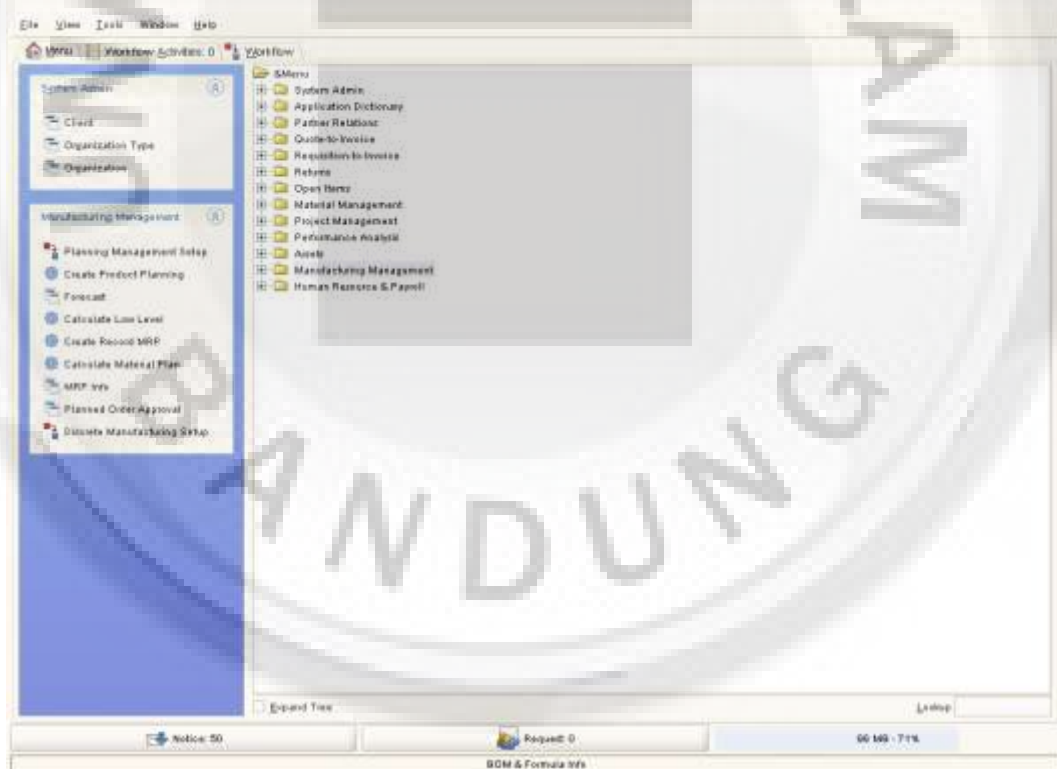 File View Tools Window Help
Menu Workflow Activities: 0 Workflow
System Admin
Client
Organization Type
Organization
Manufacturing Management
Planning Management Setup
Create Product Planning
Forecast
Calculate Low Level
Create Record MRP
Calculate Material Plan
MRP Info
Planned Order Approval
Discrete Manufacturing Setup
&Menu
System Admin
Application Dictionary
Partner Relations
Quote-to-Invoice
Requisition-to-Invoice
Returns
Open Items
Material Management
Project Management
Performance Analysis
Assets
Manufacturing Management
Human Resource & Payroll
Expand Tree
Lookup
Notice: 50
Request: 0
MB - 71%
BOM & Formula Info
BANDUNG
AM